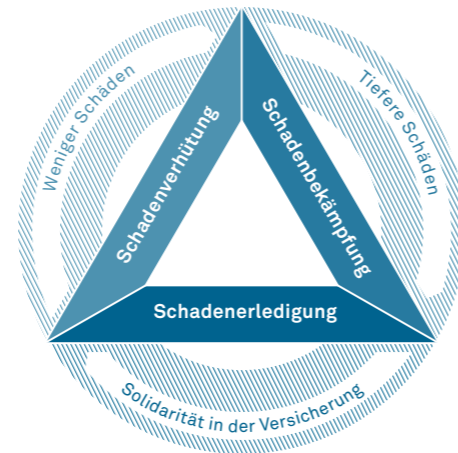 Weniger Schäden
Tiefere Schäden
Schadenverhütung
Schadenbekämpfung
Schadenerledigung
Solidarität in der Versicherung